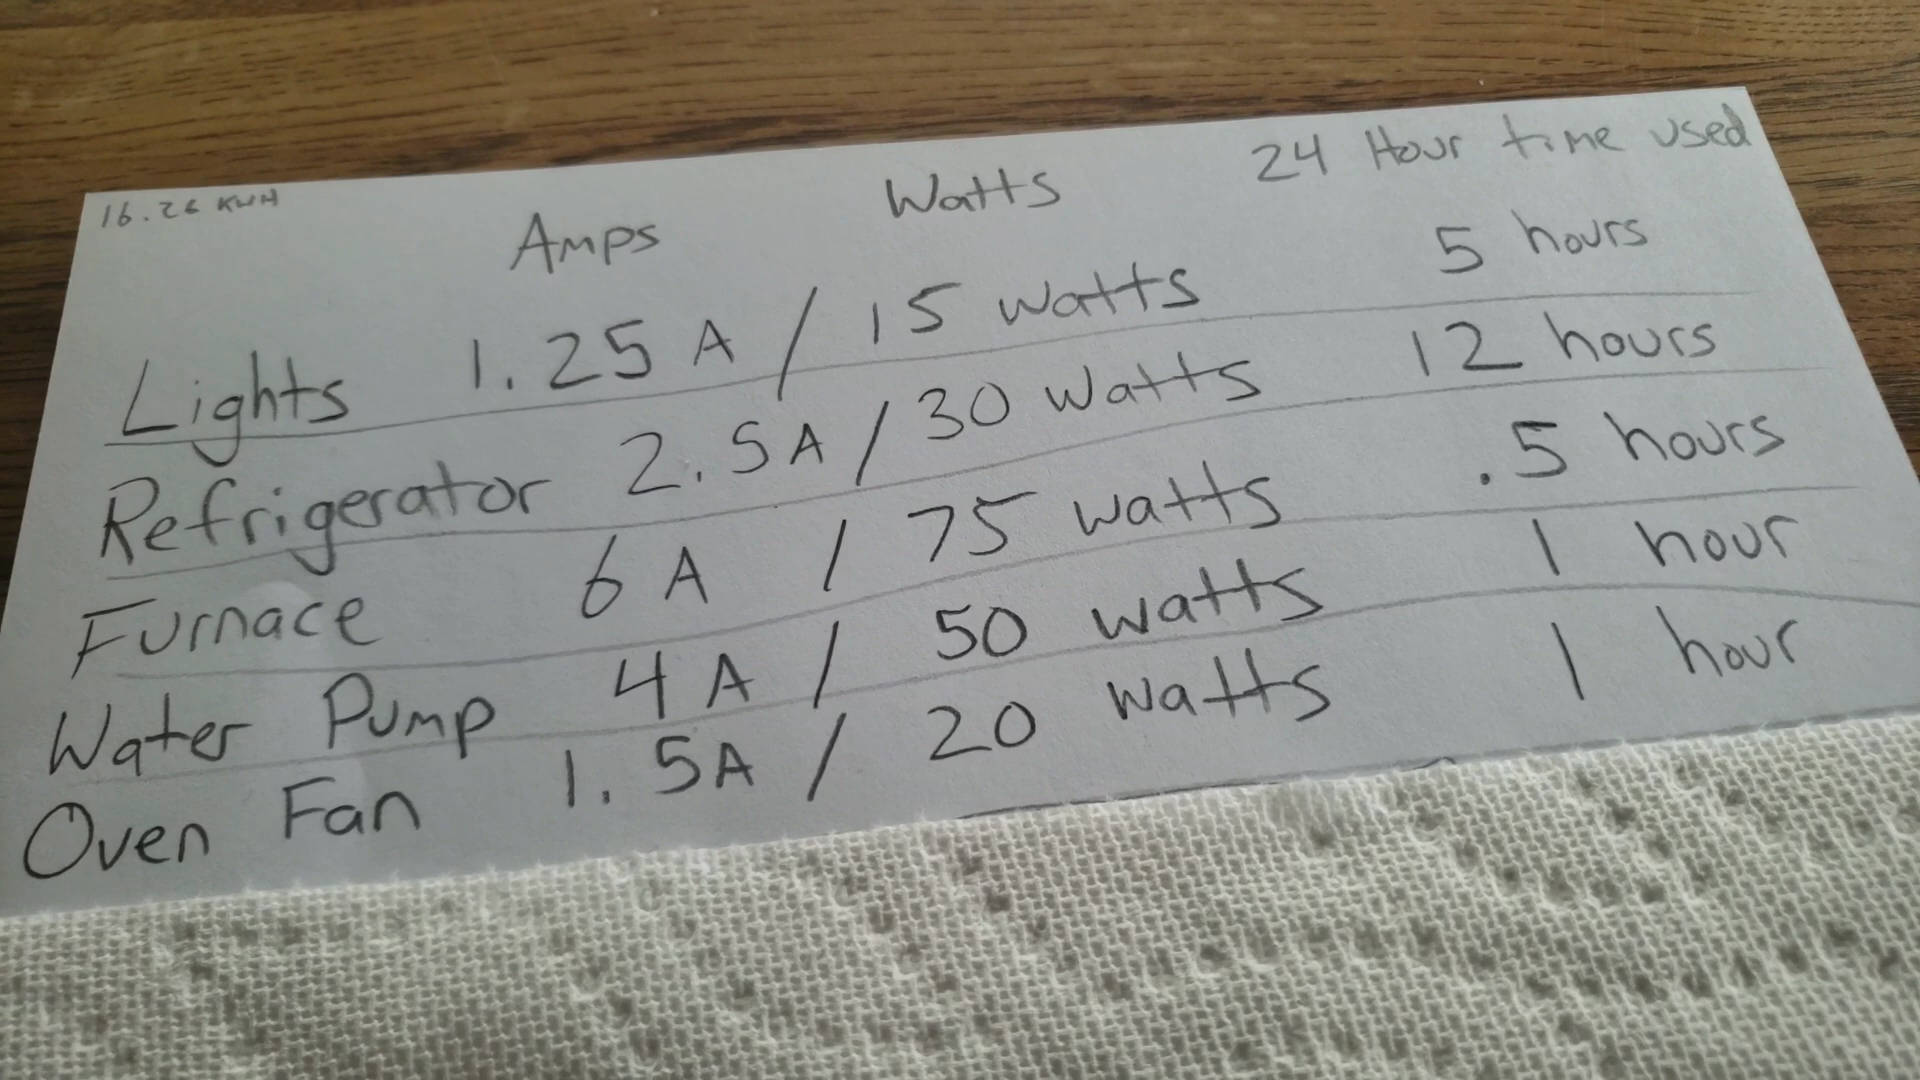 16.26 KWH
Amps Watts 24 Hour time used
Lights 1.25 A / 15 watts 5 hours
Refrigerator 2.5A / 30 Watts 12 hours
Furnace 6 A / 75 watts .5 hours
Water Pump 4 A / 50 watts 1 hour
Oven Fan 1.5A / 20 watts 1 hour